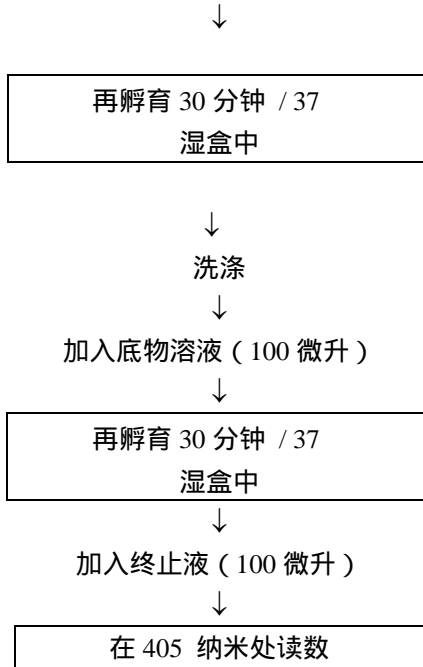 ↓
再孵育 30 分钟 / 37
湿盒中
↓
洗涤
↓
加入底物溶液（100 微升）
↓
再孵育 30 分钟 / 37
湿盒中
↓
加入终止液（100 微升）
↓
在 405 纳米处读数